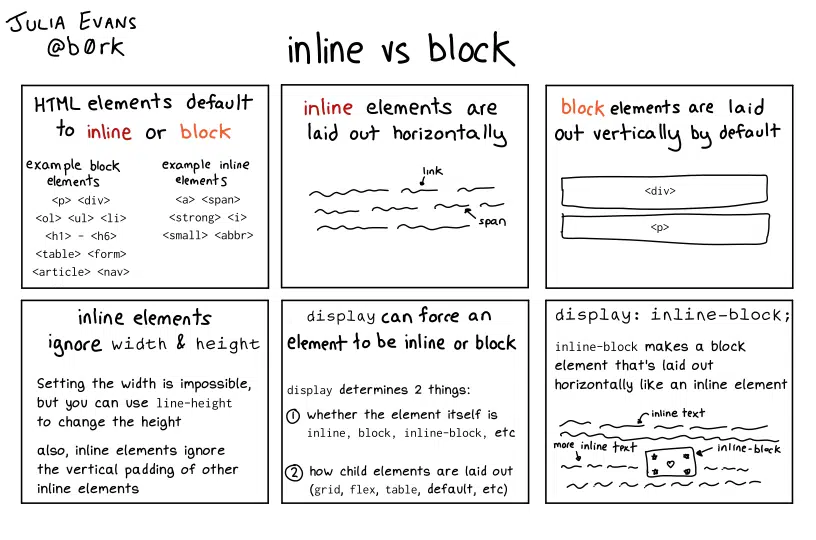 JULIA EVANS
@b0rk
inline vs block
HTML elements default
to inline or block
example block
elements
<p> <div>
<ol> <ul> <li>
<h1> - <h6>
<table> <form>
<article> <nav>
example inline
elements
<a> <span>
<strong> <i>
<small> <abbr>
inline elements are
laid out horizontally
link
span
block elements are laid
out vertically by default
<div>
<p>
inline elements
ignore width & height
Setting the width is impossible,
but you can use line-height
to change the height
also, inline elements ignore
the vertical padding of other
inline elements
display can force an
element to be inline or block
display determines 2 things:
① whether the element itself is
inline, block, inline-block, etc
② how child elements are laid out
(grid, flex, table, default, etc)
display: inline-block;
inline-block makes a block
element that's laid out
horizontally like an inline element
inline text
more inline text
inline-block